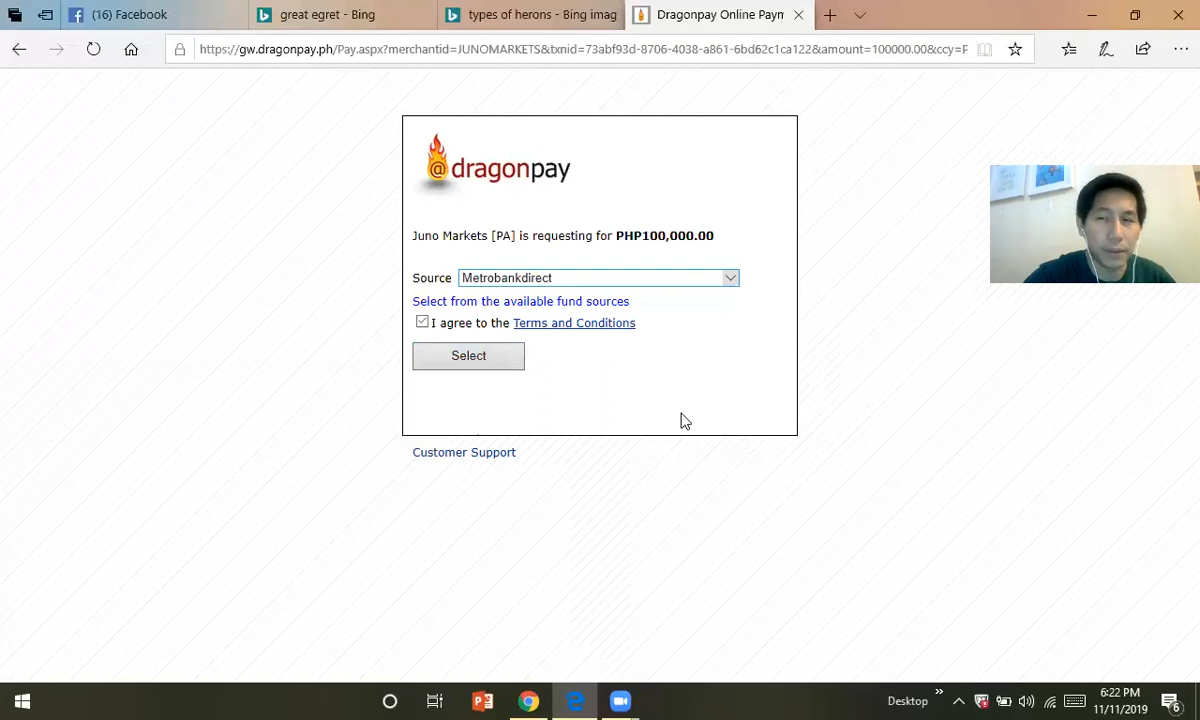 (16) Facebook
great egret - Bing
types of herons - Bing imag
Dragonpay Online Paym
https://gw.dragonpay.ph/Pay.aspx?merchantid=JUNOMARKETS&txnid=73abf93d-8706-4038-a861-6bd62c1ca122&amount=100000.00&ccy=P
@dragonpay
Juno Markets [PA] is requesting for PHP100,000.00
Source Metrobankdirect
Select from the available fund sources
I agree to the Terms and Conditions
Select
Customer Support
Desktop
6:22 PM
11/11/2019
6